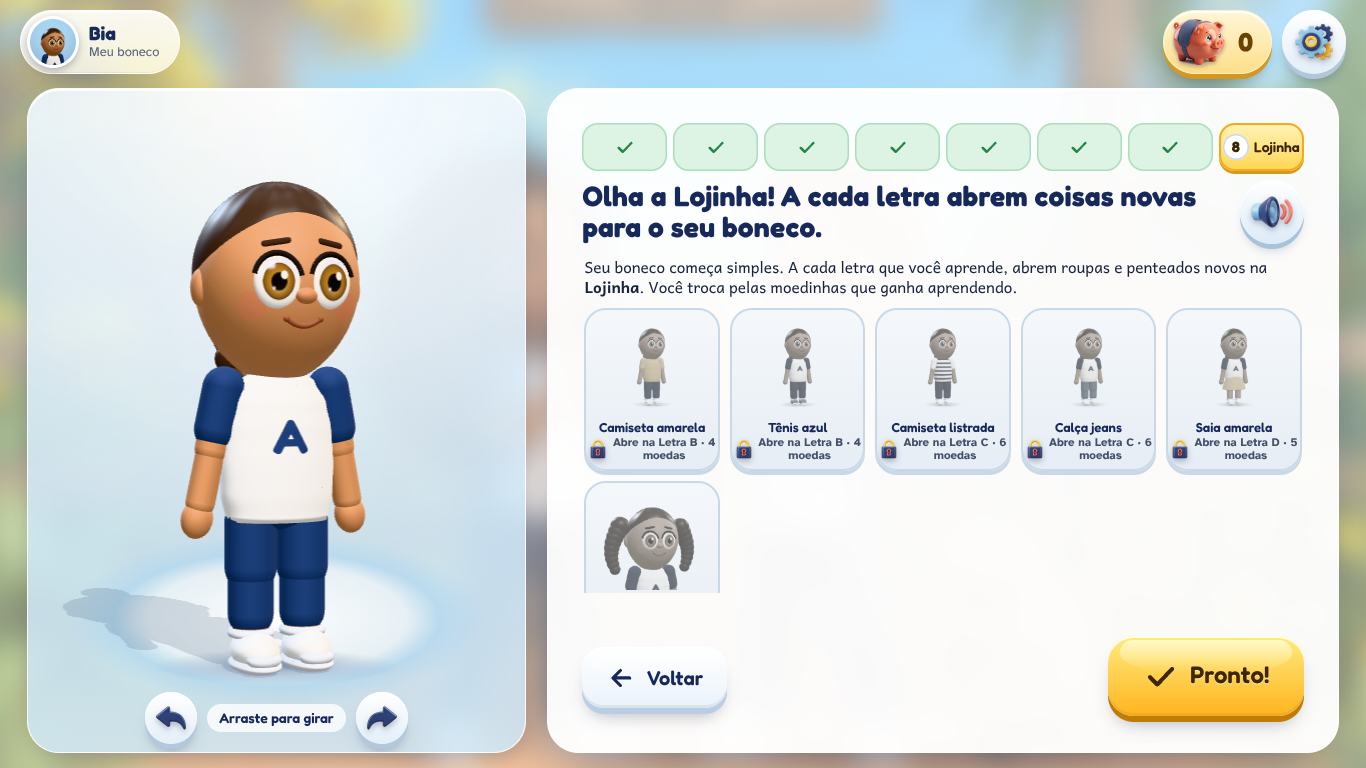 Bia
Meu boneco
0
8 Lojinha
Olha a Lojinha! A cada letra abrem coisas novas
para o seu boneco.
Seu boneco começa simples. A cada letra que você aprende, abrem roupas e penteados novos na
Lojinha. Você troca pelas moedinhas que ganha aprendendo.
Camiseta amarela
Abre na Letra B · 4
moedas
Tênis azul
Abre na Letra B · 4
moedas
Camiseta listrada
Abre na Letra C · 6
moedas
Calça jeans
Abre na Letra C · 6
moedas
Saia amarela
Abre na Letra D · 5
moedas
A
Arraste para girar
Voltar
Pronto!